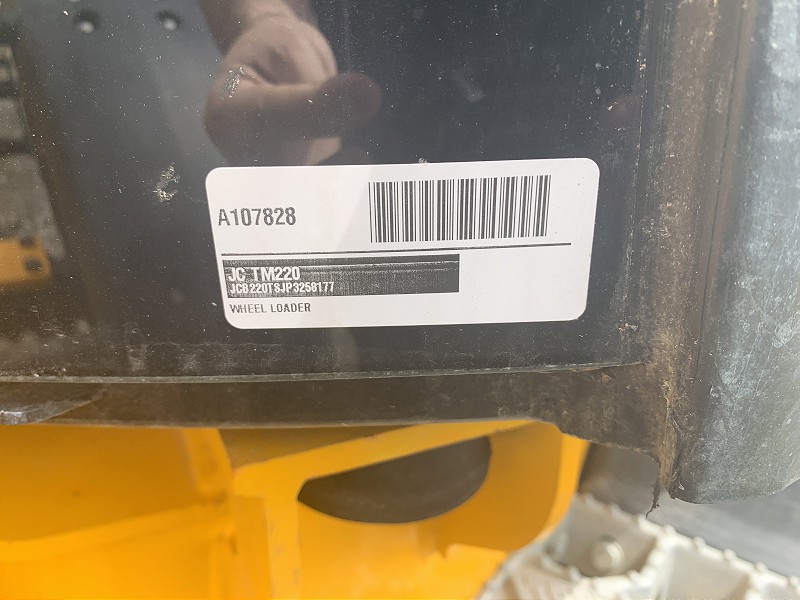 A107828
JC TM220
JCB220TSJP3258177
WHEEL LOADER